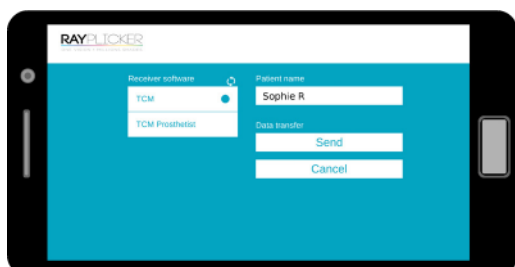 RAYPLICKER
Receiver software
TCM
TCM Prosthetist
Patient name
Sophie R
Data transfer
Send
Cancel